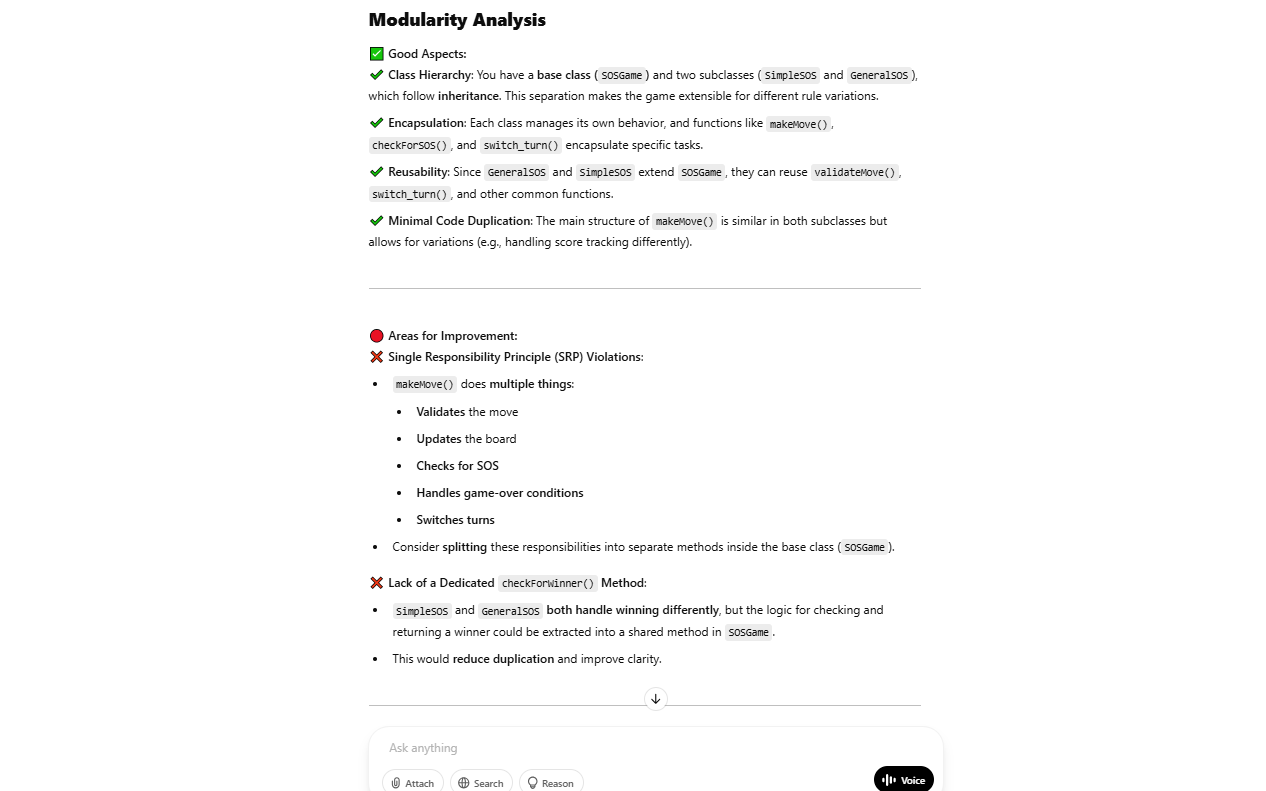 Modularity Analysis
✅ Good Aspects:
✔ Class Hierarchy: You have a base class (SOSGame) and two subclasses (SimpleSOS and GeneralSOS),
which follow inheritance. This separation makes the game extensible for different rule variations.
✔ Encapsulation: Each class manages its own behavior, and functions like makeMove(),
checkForSOS(), and switch_turn() encapsulate specific tasks.
✔ Reusability: Since GeneralSOS and SimpleSOS extend SOSGame, they can reuse validateMove(),
switch_turn(), and other common functions.
✔ Minimal Code Duplication: The main structure of makeMove() is similar in both subclasses but
allows for variations (e.g., handling score tracking differently).
🔴 Areas for Improvement:
❌ Single Responsibility Principle (SRP) Violations:
• makeMove() does multiple things:
• Validates the move
• Updates the board
• Checks for SOS
• Handles game-over conditions
• Switches turns
• Consider splitting these responsibilities into separate methods inside the base class (SOSGame).
❌ Lack of a Dedicated checkForWinner() Method:
• SimpleSOS and GeneralSOS both handle winning differently, but the logic for checking and
returning a winner could be extracted into a shared method in SOSGame.
• This would reduce duplication and improve clarity.
Ask anything
Attach Search Reason Voice